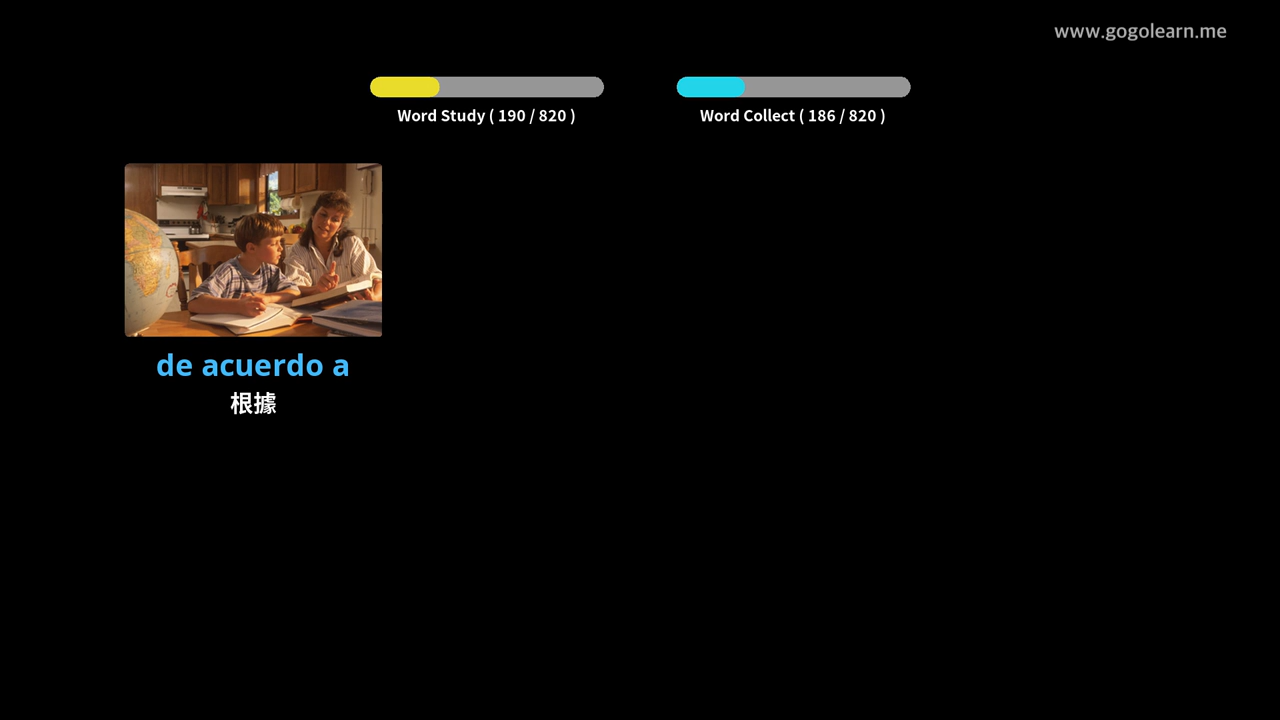 www.gogolearn.me
Word Study ( 190 / 820 )
Word Collect ( 186 / 820 )
de acuerdo a
根據